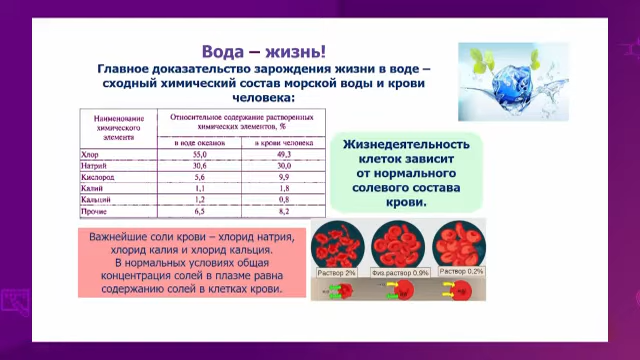 Вода – жизнь!
Главное доказательство зарождения жизни в воде –
сходный химический состав морской воды и крови
человека:
Наименование химического элемента
Относительное содержание растворенных химических элементов, %
в воде океанов
в крови человека
Хлор 55,0 49,3
Натрий 30,6 30,0
Кислород 5,6 9,9
Калий 1,1 1,8
Кальций 1,2 0,8
Прочие 6,5 8,2
Жизнедеятельность
клеток зависит
от нормального
солевого состава
крови.
Важнейшие соли крови – хлорид натрия,
хлорид калия и хлорид кальция.
В нормальных условиях общая
концентрация солей в плазме равна
содержанию солей в клетках крови.
Раствор 2% Физ.раствор 0,9% Раствор 0,2%